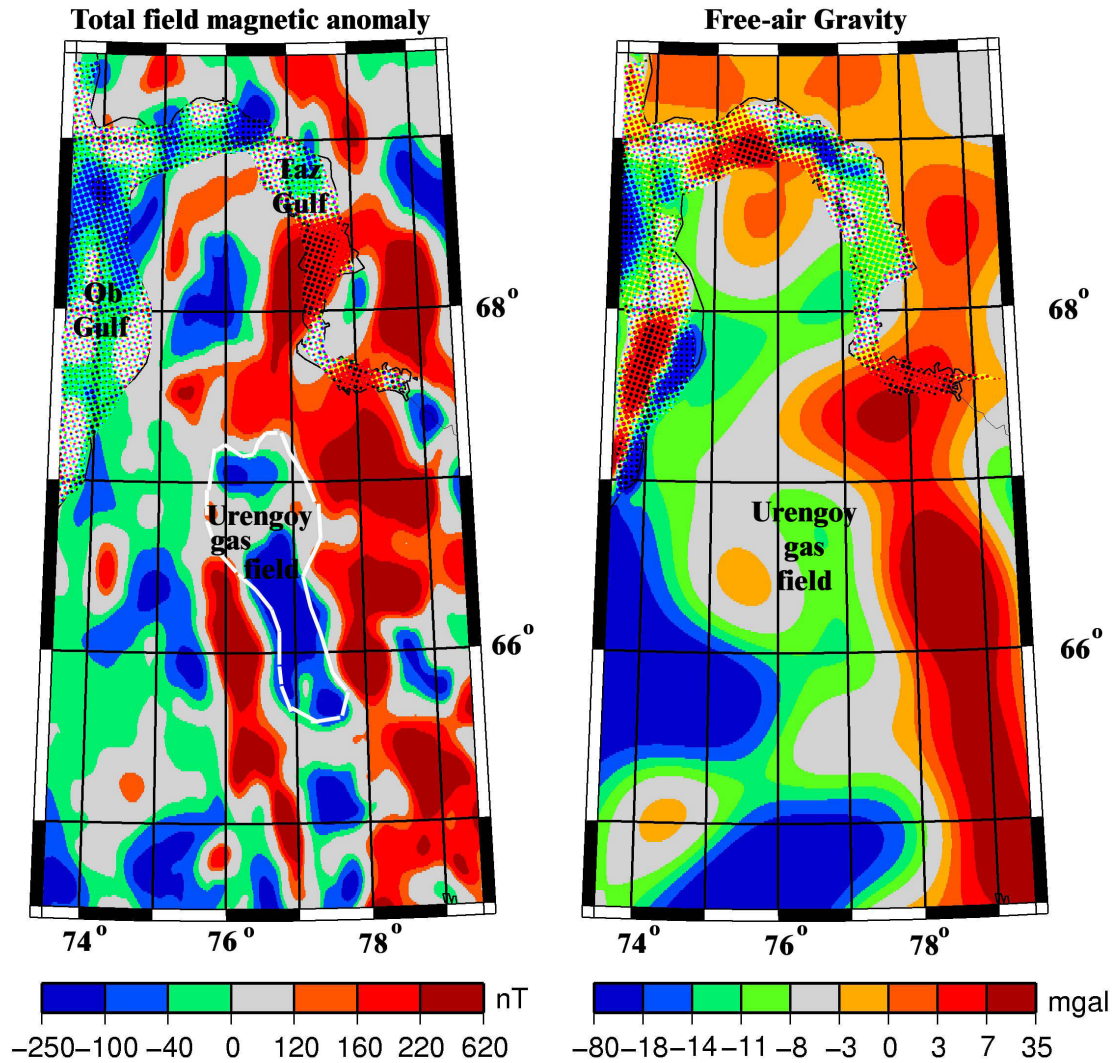 Total field magnetic anomaly
Free-air Gravity
Taz
Gulf
Ob
Gulf
68°
68°
Urengoy
gas
field
Urengoy
gas
field
66°
66°
74°
76°
78°
74°
76°
78°
nT
−250 −100 −40 0 120 160 220 620
mgal
−80 −18 −14 −11 −8 −3 0 3 7 35